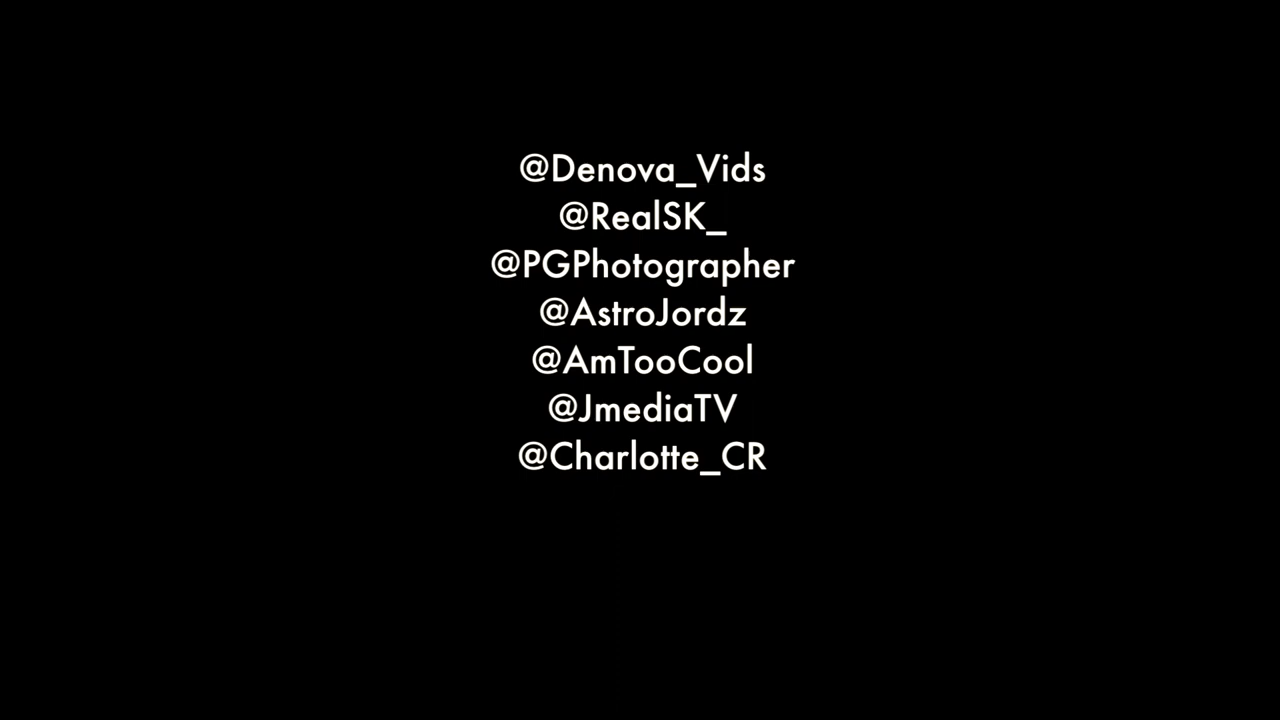 @Denova_Vids
@RealSK_
@PGPhotographer
@AstroJordz
@AmTooCool
@JmediaTV
@Charlotte_CR